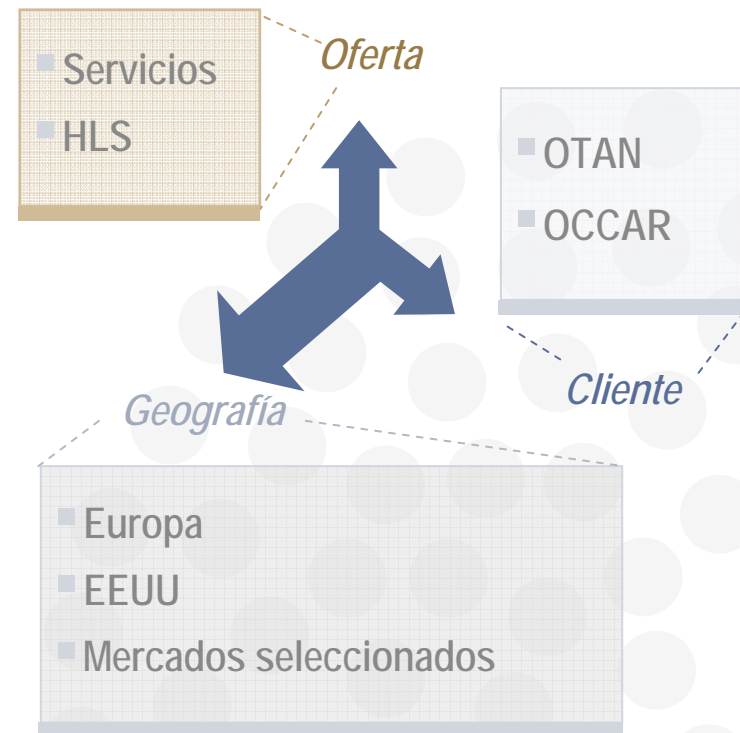 Oferta
Servicios
HLS
OTAN
OCCAR
Cliente
Geografía
Europa
EEUU
Mercados seleccionados